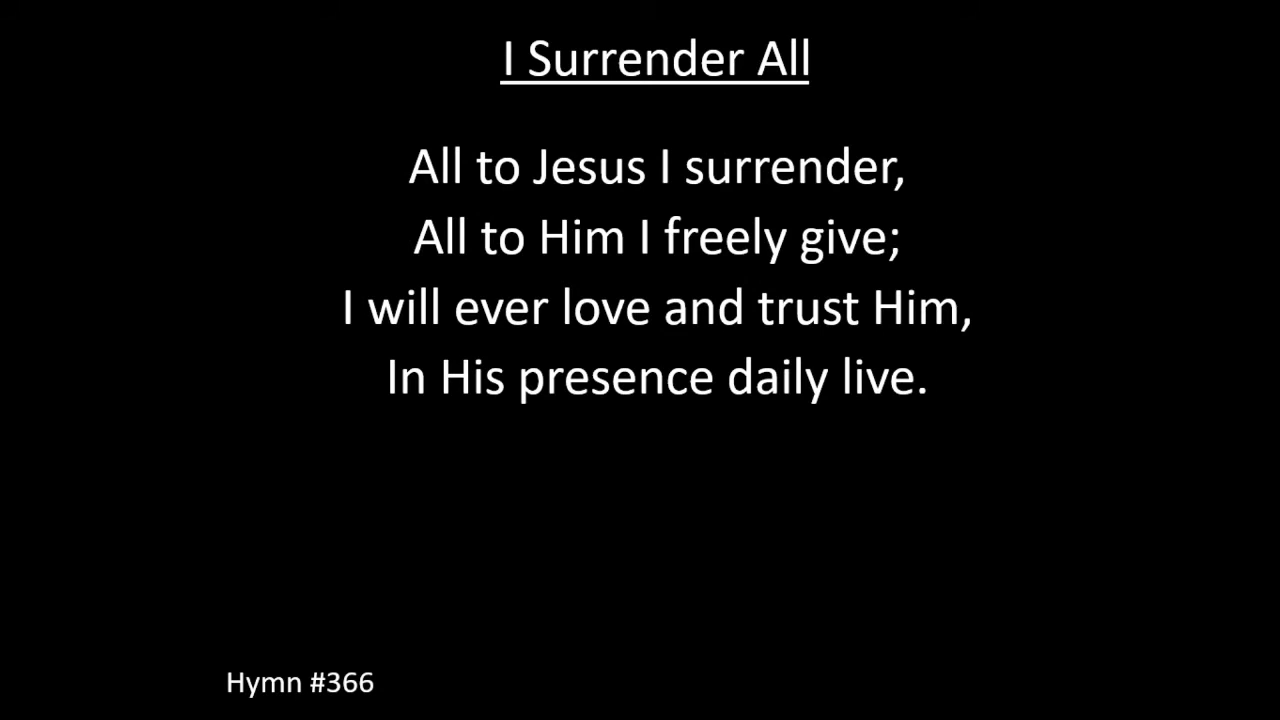 I Surrender All
All to Jesus I surrender,
All to Him I freely give;
I will ever love and trust Him,
In His presence daily live.
Hymn #366